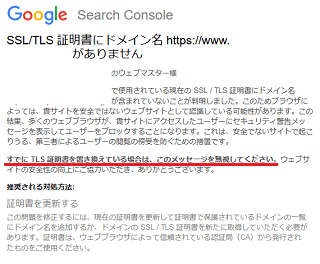 Google Search Console
SSL/TLS 証明書にドメイン名 https://www.
がありません
のウェブマスター様
で使用されている現在の SSL / TLS 証明書にドメイン名
が含まれていないことが判明しました。このためブラウザに
よっては、貴サイトを安全ではないウェブサイトとして認識している可能性があります。この
結果、多くのウェブブラウザが、貴サイトにアクセスしたユーザーにセキュリティ警告メッ
セージを表示してユーザーをブロックすることになります。これは、安全でないサイトで起こ
りうる、第三者によるユーザーの閲覧の傍受を防ぐための措置です。
すでに TLS 証明書を置き換えている場合は、このメッセージを無視してください。ウェブサ
イトの安全性の向上にご協力いただき、ありがとうございます。
推奨される対処方法:
証明書を更新する
この問題を修正するには、現在の証明書を更新して証明書で保護されているドメインの一覧
にドメイン名を追加するか、ドメインの SSL / TLS 証明書を新たに取得していただく必要が
あります。証明書は、ウェブブラウザによって信頼されている認証局（CA）から発行され
たものをご使用ください。